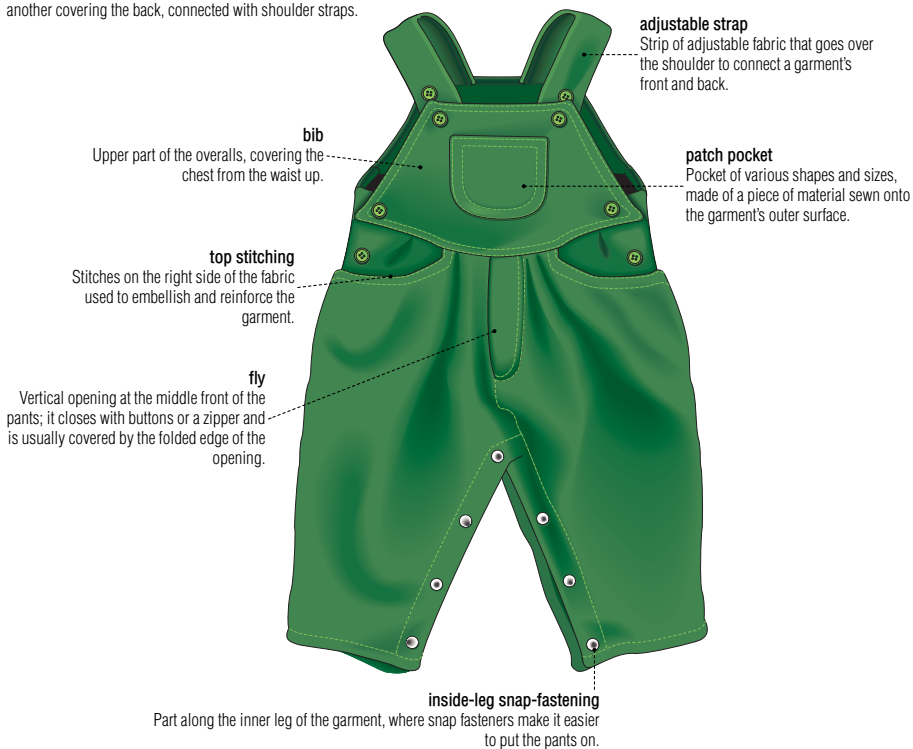 another covering the back, connected with shoulder straps.
adjustable strap
Strip of adjustable fabric that goes over
the shoulder to connect a garment's
front and back.
bib
Upper part of the overalls, covering the
chest from the waist up.
patch pocket
Pocket of various shapes and sizes,
made of a piece of material sewn onto
the garment's outer surface.
top stitching
Stitches on the right side of the fabric
used to embellish and reinforce the
garment.
fly
Vertical opening at the middle front of the
pants; it closes with buttons or a zipper and
is usually covered by the folded edge of the
opening.
inside-leg snap-fastening
Part along the inner leg of the garment, where snap fasteners make it easier
to put the pants on.